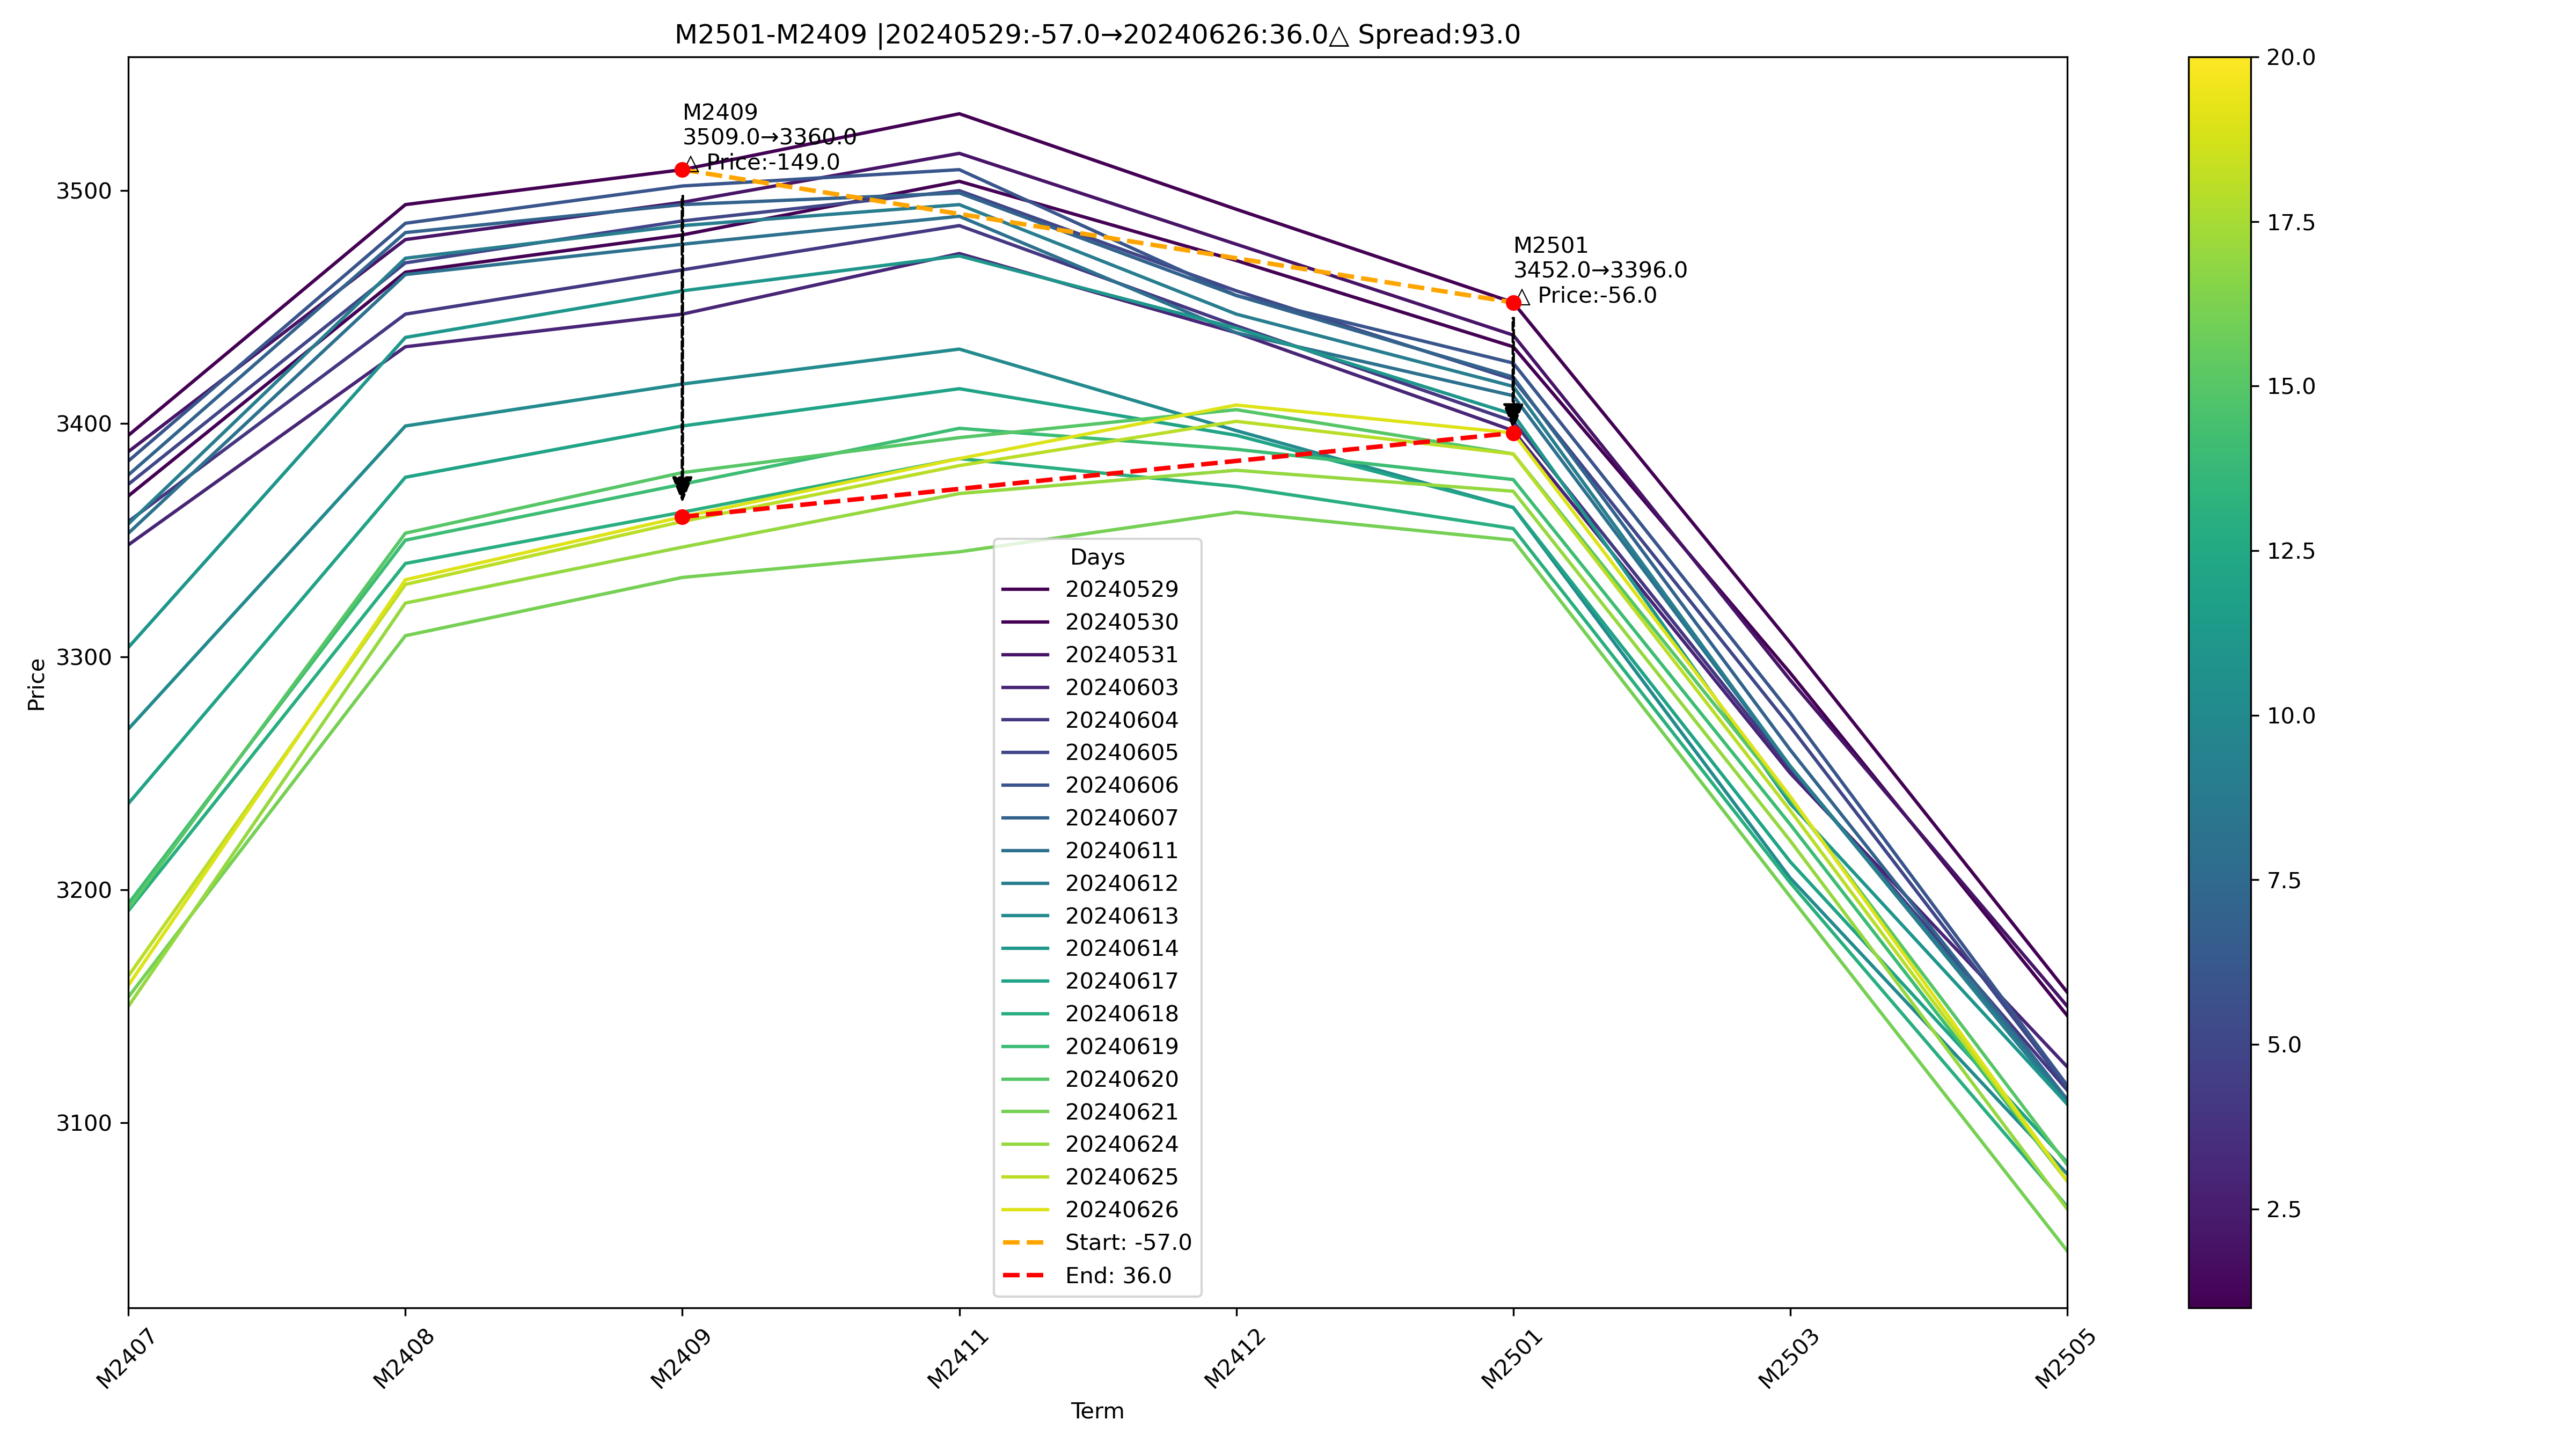 M2501-M2409 |20240529:-57.0→20240626:36.0△ Spread:93.0
M2409
3509.0→3360.0
△ Price:-149.0
M2501
3452.0→3396.0
△ Price:-56.0
Price
3500
3400
3300
3200
3100
Days
20240529
20240530
20240531
20240603
20240604
20240605
20240606
20240607
20240611
20240612
20240613
20240614
20240617
20240618
20240619
20240620
20240621
20240624
20240625
20240626
Start: -57.0
End: 36.0
M2407
M2408
M2409
M2411
M2412
M2501
M2503
M2505
Term
20.0
17.5
15.0
12.5
10.0
7.5
5.0
2.5